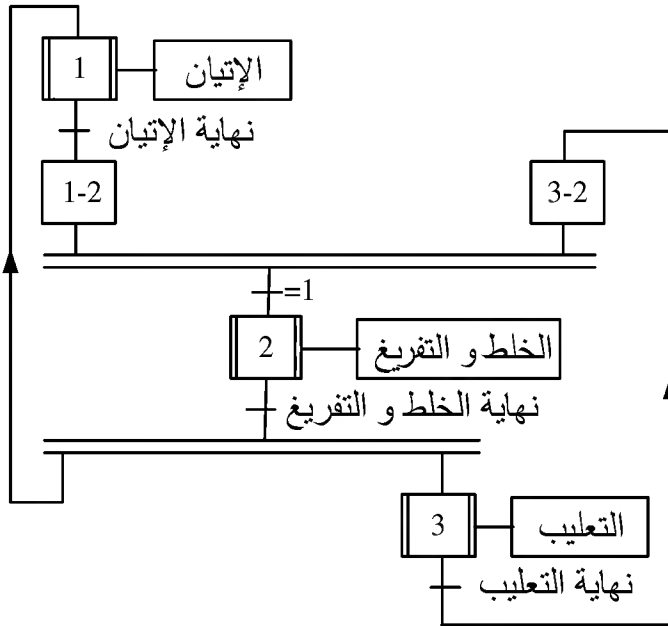 1
الإتيان
نهاية الإتيان
1-2
3-2
=1
2
الخلط و التفريغ
نهاية الخلط و التفريغ
3
التعليب
نهاية التعليب